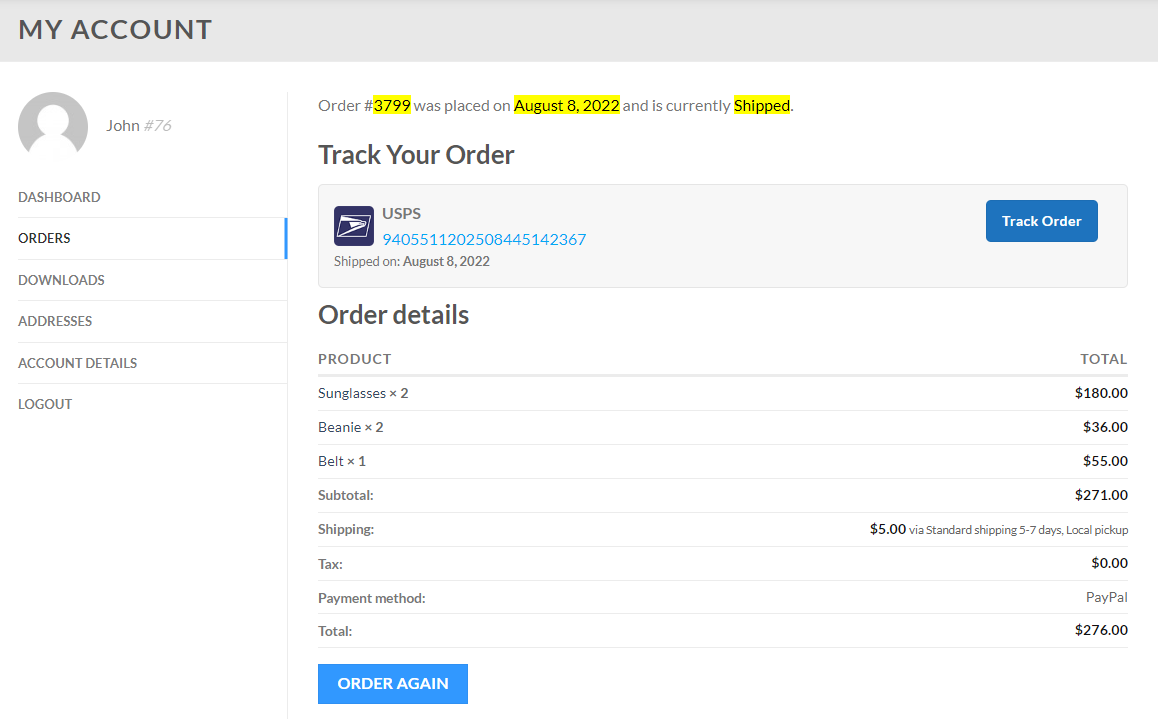 MY ACCOUNT
John #76
DASHBOARD
ORDERS
DOWNLOADS
ADDRESSES
ACCOUNT DETAILS
LOGOUT
Order #3799 was placed on August 8, 2022 and is currently Shipped.
Track Your Order
USPS
9405511202508445142367
Shipped on: August 8, 2022
Track Order
Order details
PRODUCT TOTAL
Sunglasses × 2 $180.00
Beanie × 2 $36.00
Belt × 1 $55.00
Subtotal: $271.00
Shipping: $5.00 via Standard shipping 5-7 days, Local pickup
Tax: $0.00
Payment method: PayPal
Total: $276.00
ORDER AGAIN